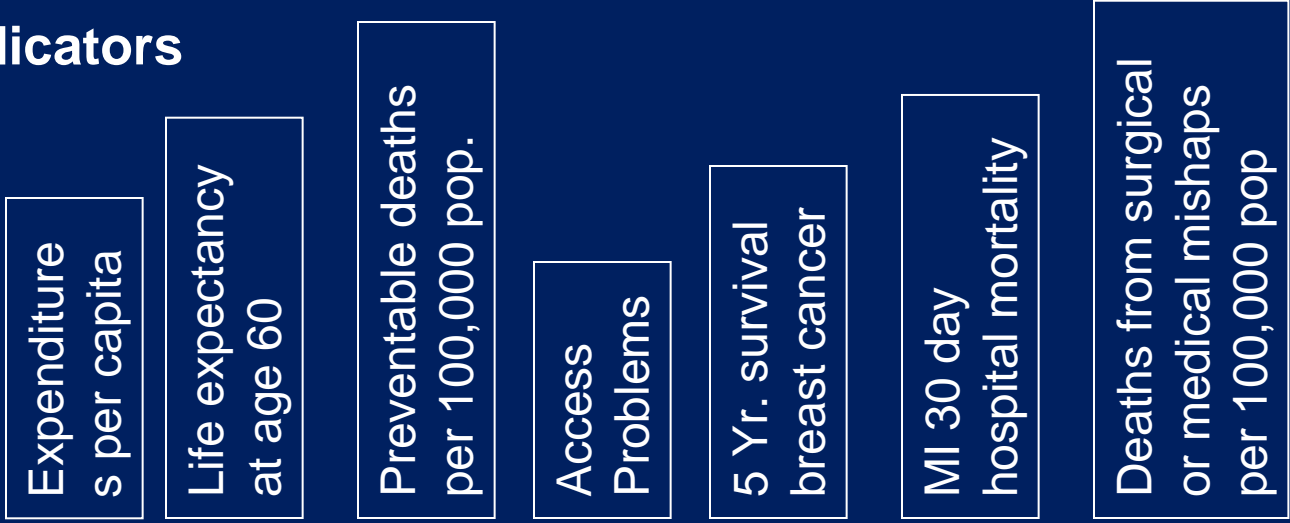 licators
Expenditure
s per capita
Life expectancy
at age 60
Preventable deaths
per 100,000 pop.
Access
Problems
5 Yr. survival
breast cancer
MI 30 day
hospital mortality
Deaths from surgical
or medical mishaps
per 100,000 pop